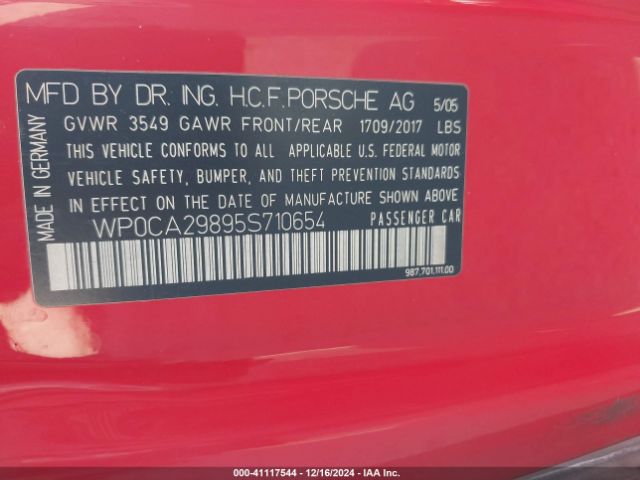 MFD BY DR. ING. H.C. F. PORSCHE AG 5/05
GVWR 3549 GAWR FRONT/REAR 1709/2017 LBS
THIS VEHICLE CONFORMS TO ALL APPLICABLE U.S. FEDERAL MOTOR
VEHICLE SAFETY, BUMPER, AND THEFT PREVENTION STANDARDS
IN EFFECT ON THE DATE OF MANUFACTURE SHOWN ABOVE
WP0CA29895S710654 PASSENGER CAR
987.701.111.00
MADE IN GERMANY
000-41117544 - 12/16/2024 - IAA Inc.